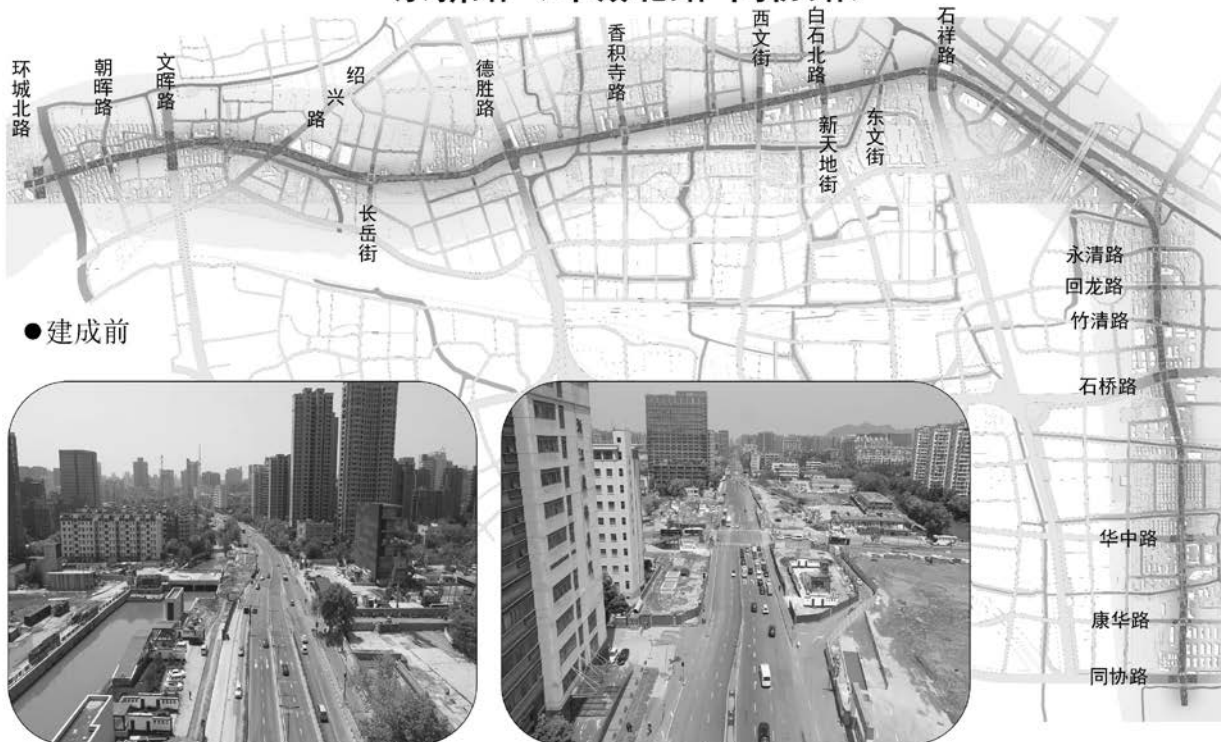 环城北路
朝晖路
文晖路
绍兴路
德胜路
香积寺路
西文街
白石北路
石祥路
长岳街
新天地街
东文街
永清路
回龙路
竹清路
石桥路
华中路
康华路
同协路
●建成前